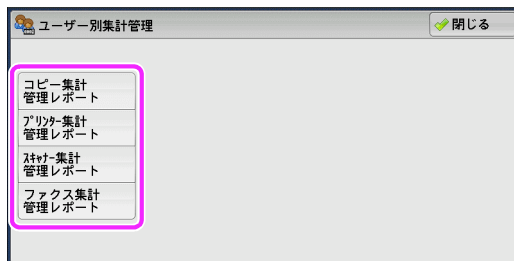 ユーザー別集計管理
閉じる
コピー集計
管理レポート
プリンター集計
管理レポート
スキャナー集計
管理レポート
ファクス集計
管理レポート